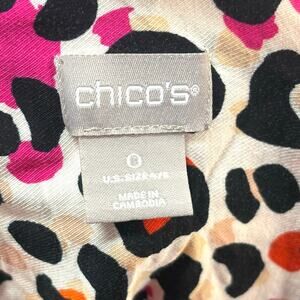 chico's®
0
U.S. SIZE 4/6
MADE IN
CAMBODIA